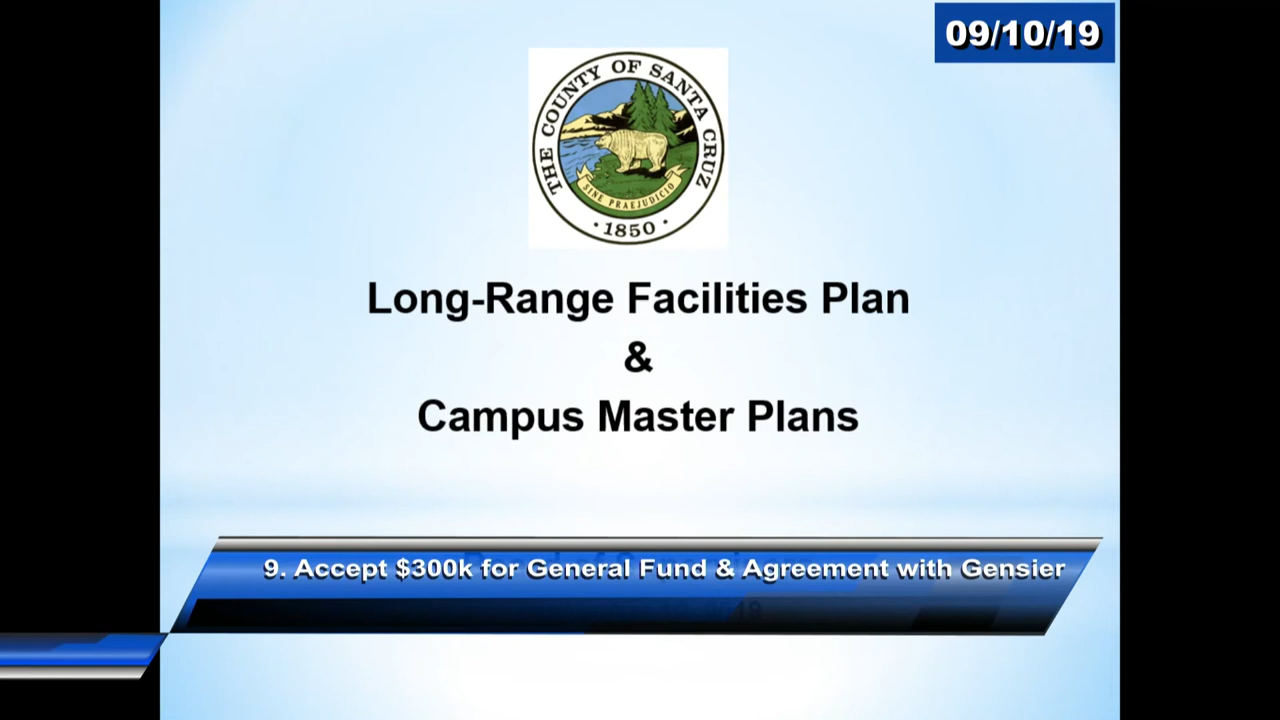 09/10/19
THE COUNTY OF SANTA CRUZ
SINE PRAEJUDICIO
· 1850 ·
Long-Range Facilities Plan
&
Campus Master Plans
9. Accept $300k for General Fund & Agreement with Gensier